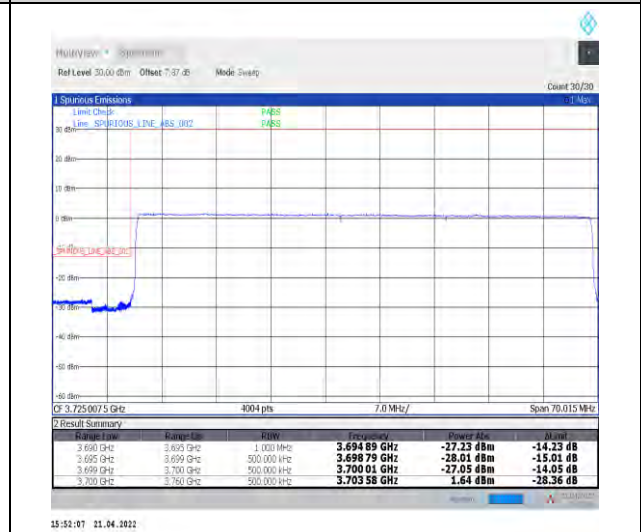 MultiView
Ref Level 30.00 dBm Offset 7.87 dB Mode Sweep
Count 30/30
1 Spurious Emissions 1 Max
Limit Check PASS
Line _SPURIOUS_LINE_ABS_002 PASS
30 dBm
20 dBm
10 dBm
0 dBm
_SPURIOUS_LINE_ABS_002
-20 dBm
-30 dBm
-40 dBm
-50 dBm
-60 dBm
CF 3.7250075 GHz 4004 pts 7.0 MHz/ Span 70.015 MHz
2 Result Summary
Range Low Range Up RBW Frequency Power Abs ΔLimit
3.690 GHz 3.695 GHz 1.000 MHz 3.694 89 GHz -27.23 dBm -14.23 dB
3.695 GHz 3.699 GHz 500.000 kHz 3.698 79 GHz -28.01 dBm -15.01 dB
3.699 GHz 3.700 GHz 500.000 kHz 3.700 01 GHz -27.05 dBm -14.05 dB
3.700 GHz 3.760 GHz 500.000 kHz 3.703 58 GHz 1.64 dBm -28.36 dB
15:52:07 21.04.2022